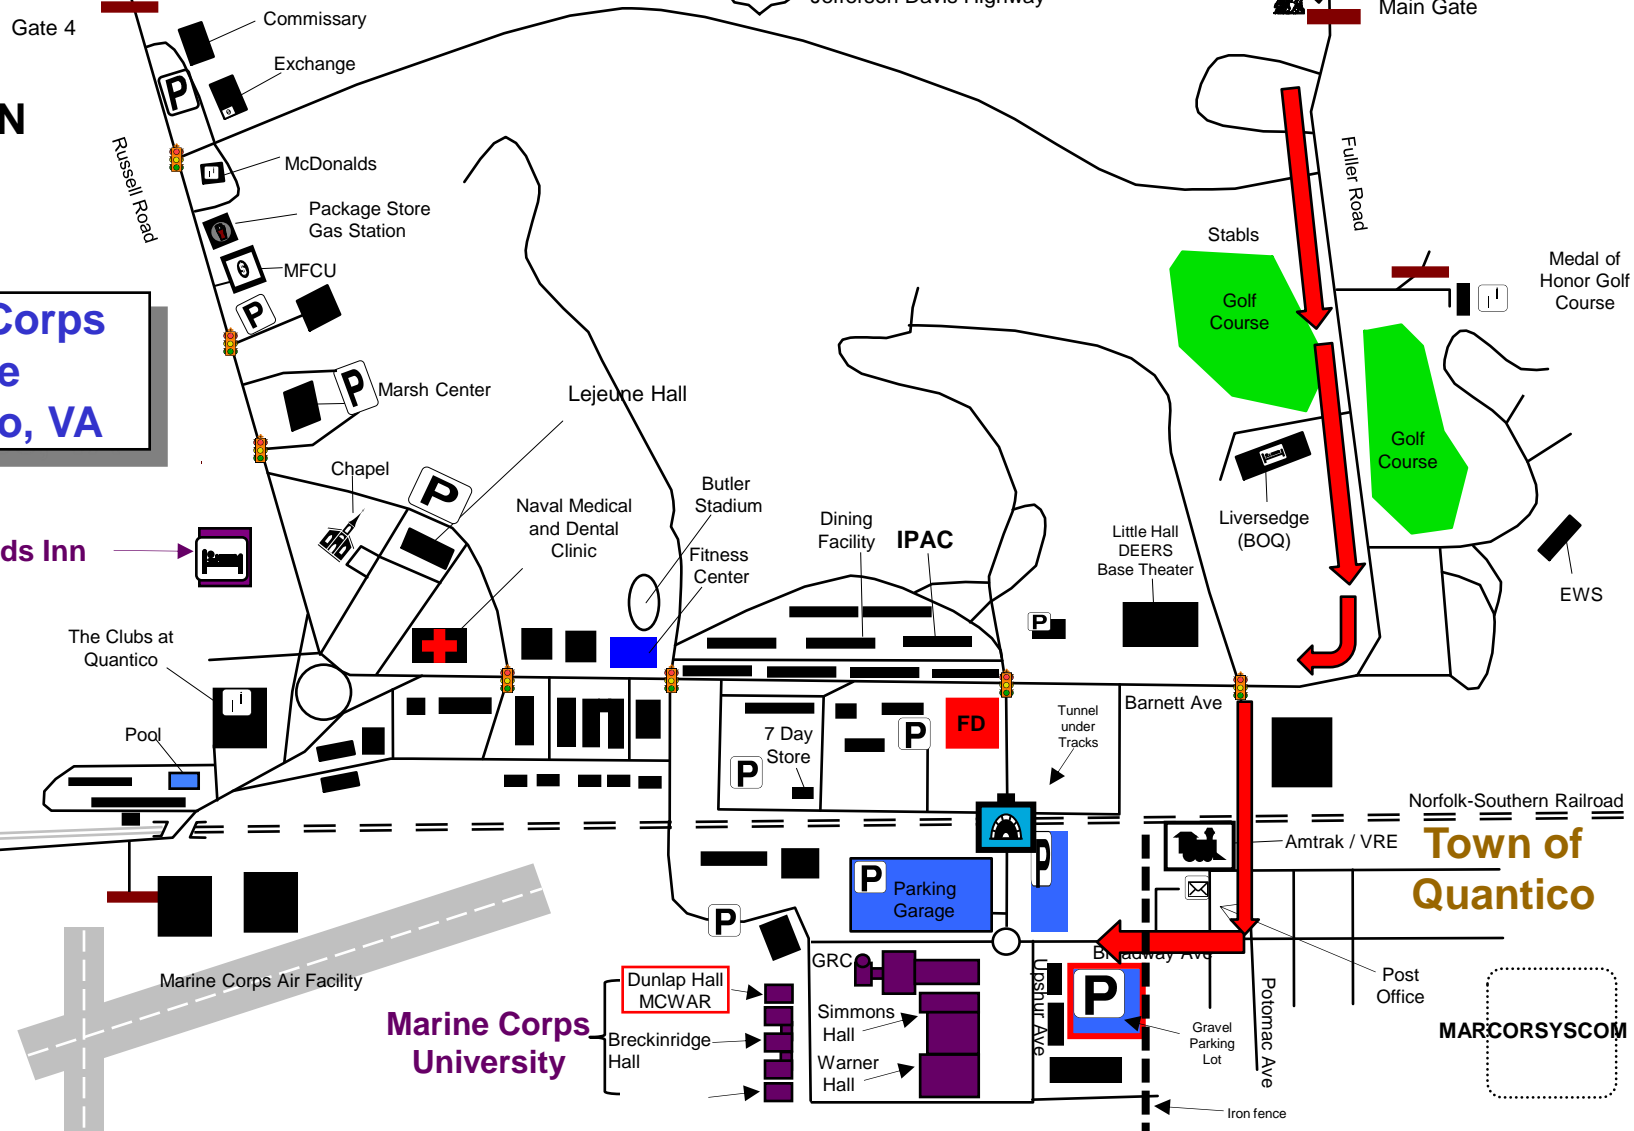 Jefferson Davis Highway
Main Gate
Gate 4
Commissary
Exchange
N
McDonalds
Russell Road
Fuller Road
Package Store
Gas Station
MFCU
Stabls
Medal of
Honor Golf
Course
Golf
Course
Corps
e
o, VA
Marsh Center
Lejeune Hall
Golf
Course
Chapel
Butler
Stadium
Naval Medical
and Dental
Clinic
Dining
Facility
IPAC
Little Hall
DEERS
Base Theater
Liversedge
(BOQ)
ds Inn
Fitness
Center
EWS
The Clubs at
Quantico
P
P
P
P
P
Barnett Ave
FD
Tunnel
under
Tracks
7 Day
Store
P
P
Pool
Norfolk-Southern Railroad
Amtrak / VRE
Town of
Quantico
P
Parking
Garage
P
Broadway Ave
GRC
Marine Corps Air Facility
Dunlap Hall
MCWAR
Upshur Ave
P
Potomac Ave
Post
Office
Marine Corps
University
Breckinridge
Hall
Simmons
Hall
Warner
Hall
Gravel
Parking
Lot
MARCORSYSCOM
Iron fence